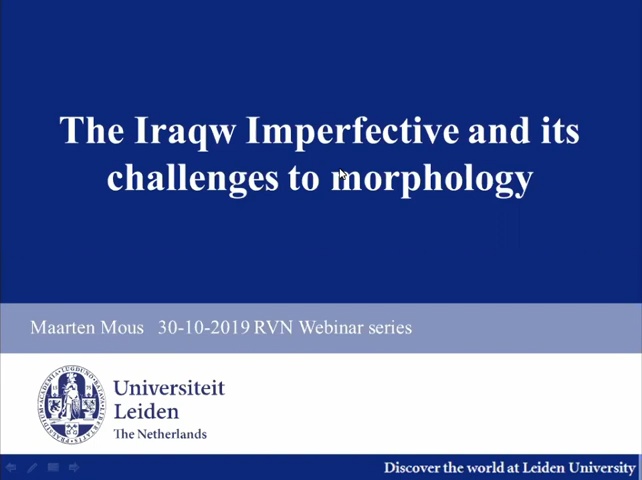 The Iraqw Imperfective and its
challenges to morphology
Maarten Mous 30-10-2019 RVN Webinar series
Universiteit
Leiden
The Netherlands
Discover the world at Leiden University